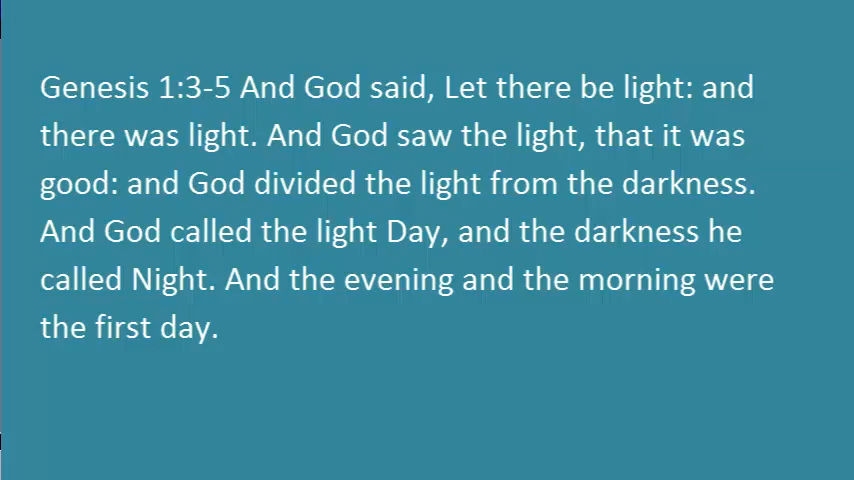 Genesis 1:3-5 And God said, Let there be light: and
there was light. And God saw the light, that it was
good: and God divided the light from the darkness.
And God called the light Day, and the darkness he
called Night. And the evening and the morning were
the first day.